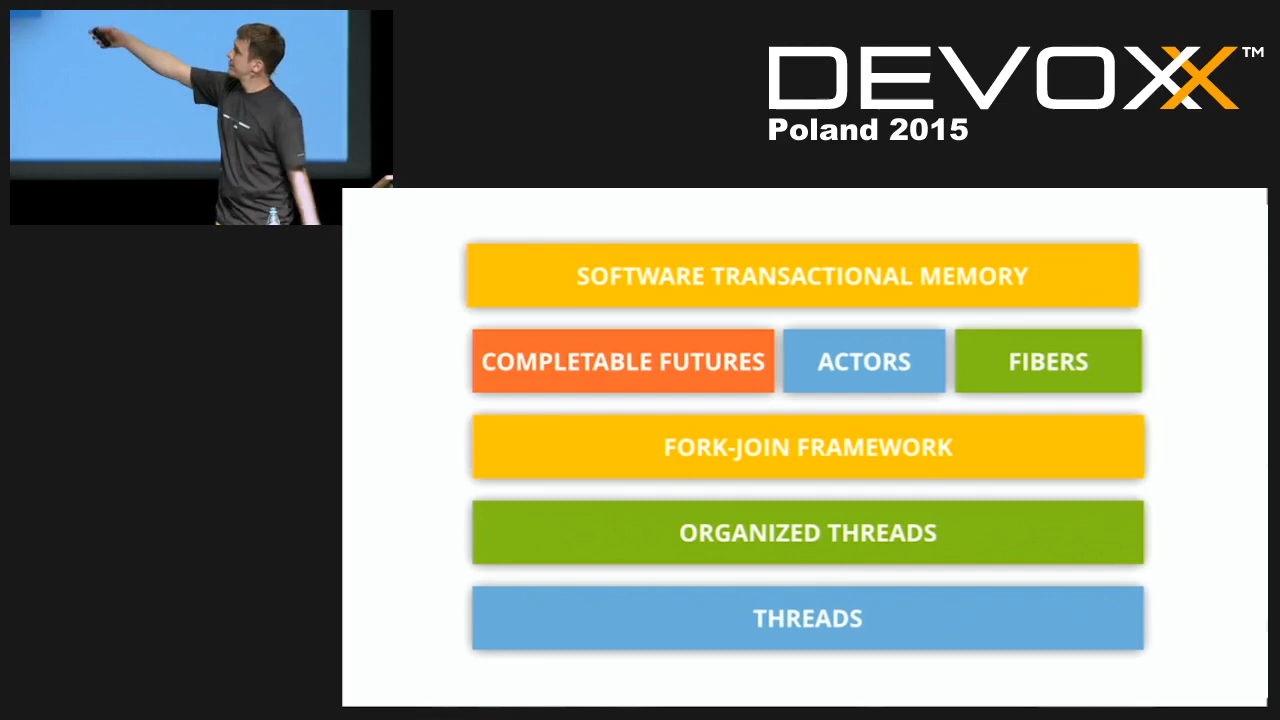 DEVOXX™
Poland 2015
SOFTWARE TRANSACTIONAL MEMORY
COMPLETABLE FUTURES ACTORS FIBERS
FORK-JOIN FRAMEWORK
ORGANIZED THREADS
THREADS